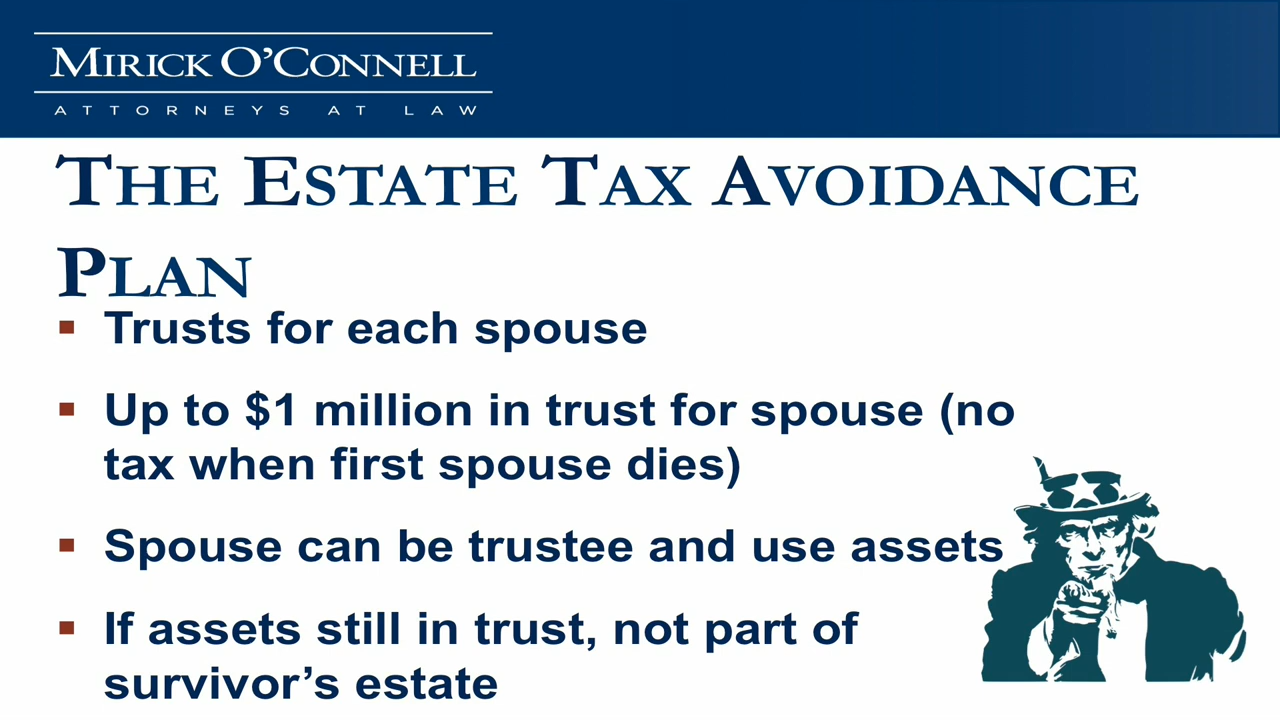 MIRICK O'CONNELL
ATTORNEYS AT LAW
THE ESTATE TAX AVOIDANCE
PLAN
▪ Trusts for each spouse
▪ Up to $1 million in trust for spouse (no
tax when first spouse dies)
▪ Spouse can be trustee and use assets
▪ If assets still in trust, not part of
survivor’s estate